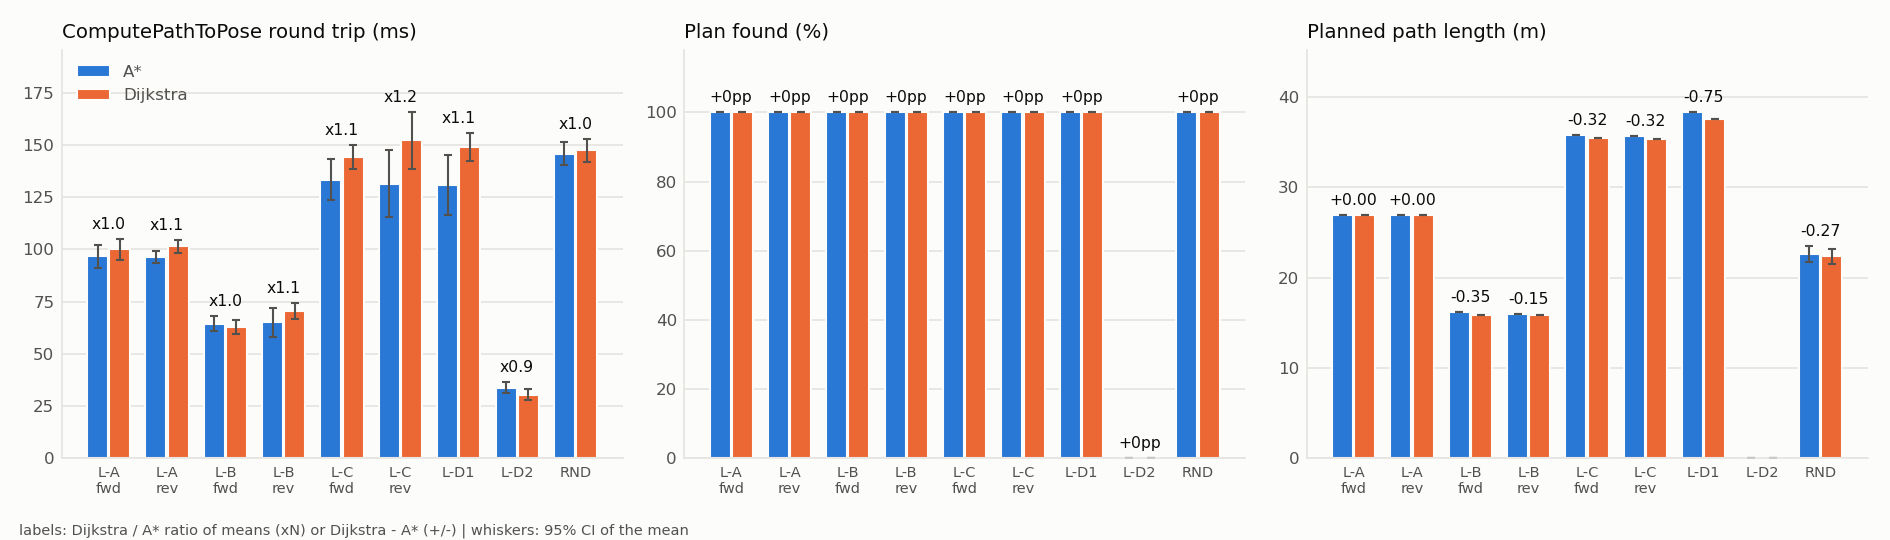 ComputePathToPose round trip (ms)
A*
Dijkstra
175
150
125
100
75
50
25
0
x1.0
x1.1
x1.0
x1.1
x1.1
x1.2
x1.1
x0.9
x1.0
L-A fwd
L-A rev
L-B fwd
L-B rev
L-C fwd
L-C rev
L-D1
L-D2
RND
Plan found (%)
100
80
60
40
20
0
+0pp
+0pp
+0pp
+0pp
+0pp
+0pp
+0pp
+0pp
+0pp
L-A fwd
L-A rev
L-B fwd
L-B rev
L-C fwd
L-C rev
L-D1
L-D2
RND
Planned path length (m)
40
30
20
10
0
+0.00
+0.00
-0.35
-0.15
-0.32
-0.32
-0.75
-0.27
L-A fwd
L-A rev
L-B fwd
L-B rev
L-C fwd
L-C rev
L-D1
L-D2
RND
labels: Dijkstra / A* ratio of means (xN) or Dijkstra - A* (+/-) | whiskers: 95% CI of the mean